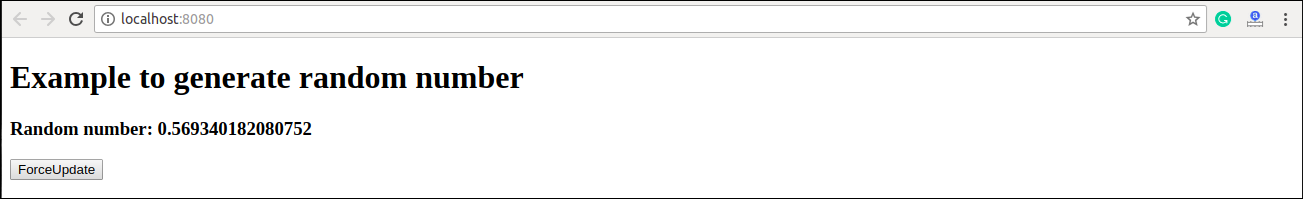 localhost:8080
Example to generate random number
Random number: 0.569340182080752
ForceUpdate